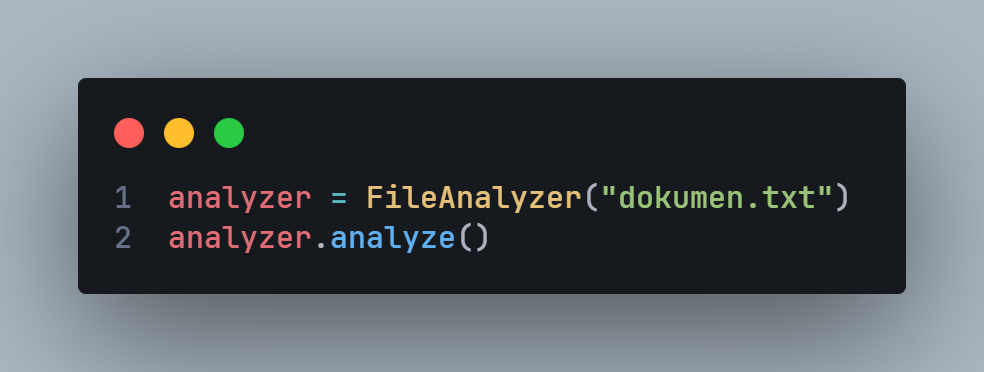 1 analyzer = FileAnalyzer("dokumen.txt")
2 analyzer.analyze()